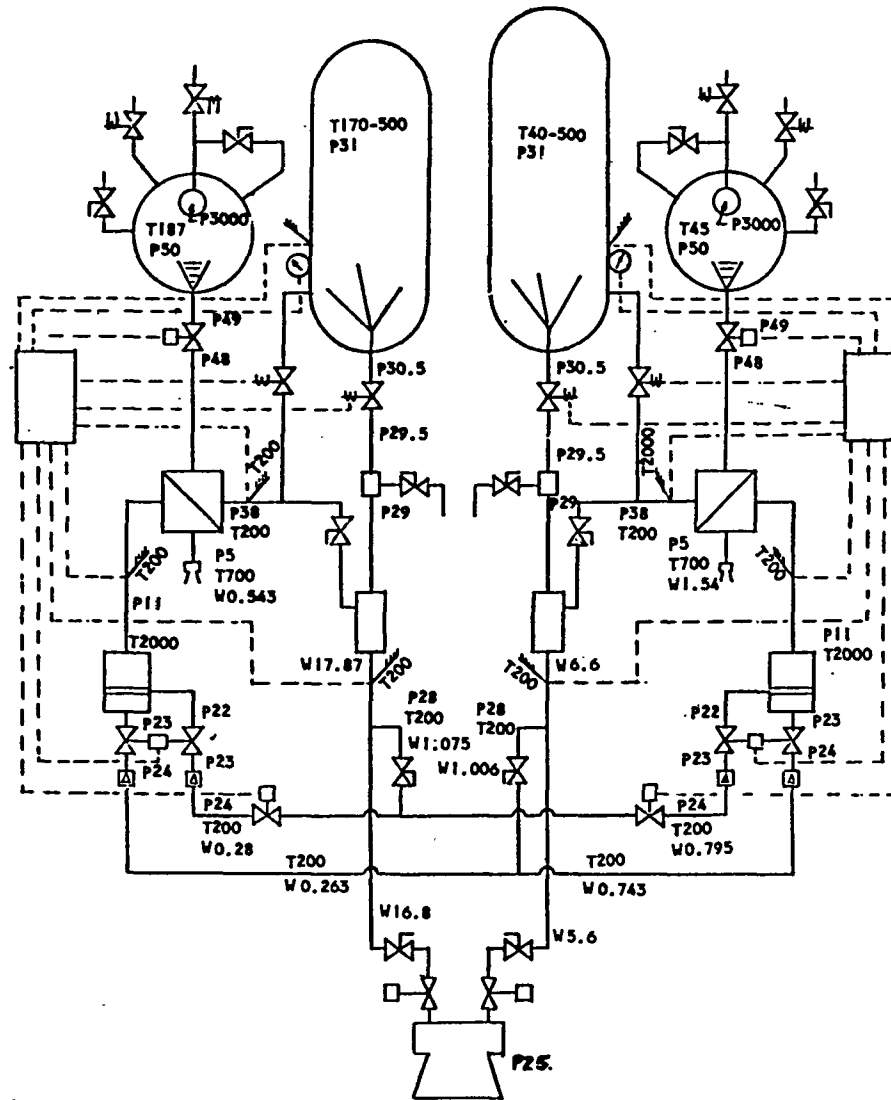 T170-500
P31
T40-500
P31
P3000
T187
P50
P3000
T45
P50
P49
P48
P49
P48
P30.5
P30.5
P29.5
P29.5
T200
T2000
P38
T200
P29
P29
P38
T200
P5
T700
W0.543
P5
T700
W1.54
T200
T200
P11
T2000
P11
T2000
W17.87
T200
W6.6
T200
P28
T200
W1.075
P28
T200
W1.006
P23
P22
P24
P23
P22
P23
P23
P24
P24
T200
W0.28
P24
T200
W0.795
T200
W0.263
T200
W0.743
W16.8
W5.6
P25.